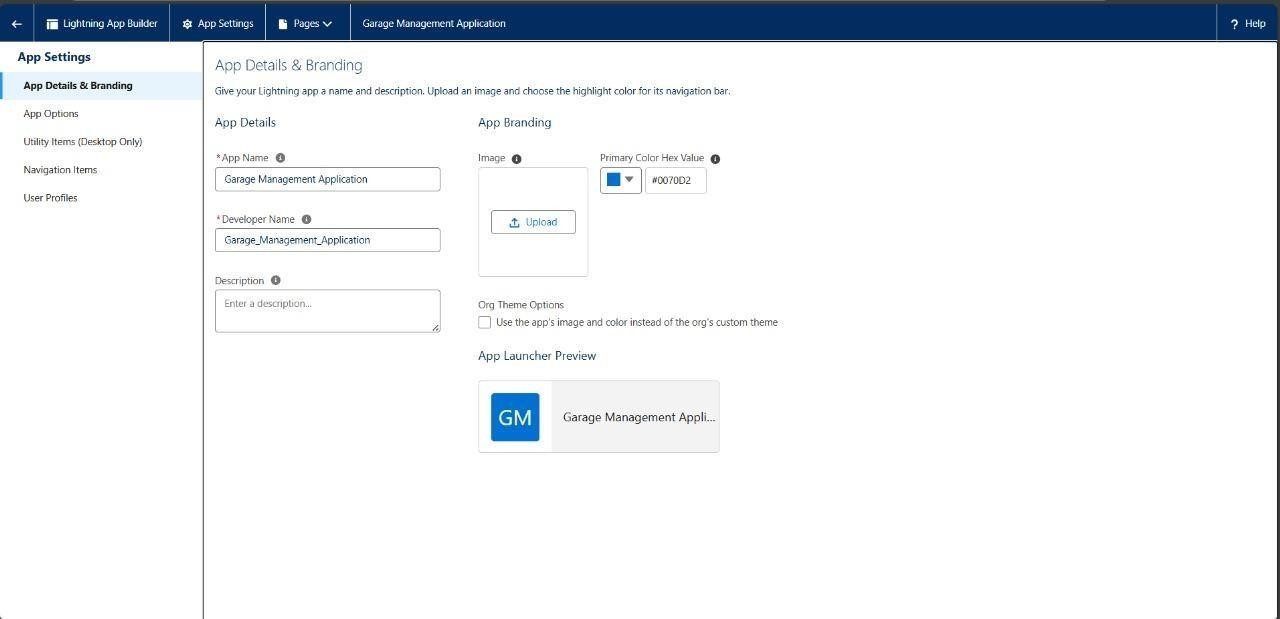 Lightning App Builder
App Settings
Pages
Garage Management Application
? Help
App Settings
App Details & Branding
App Options
Utility Items (Desktop Only)
Navigation Items
User Profiles
App Details & Branding
Give your Lightning app a name and description. Upload an image and choose the highlight color for its navigation bar.
App Details
*App Name
Garage Management Application
*Developer Name
Garage_Management_Application
Description
Enter a description...
App Branding
Image
Upload
Primary Color Hex Value
#0070D2
Org Theme Options
Use the app's image and color instead of the org's custom theme
App Launcher Preview
GM
Garage Management Appli...